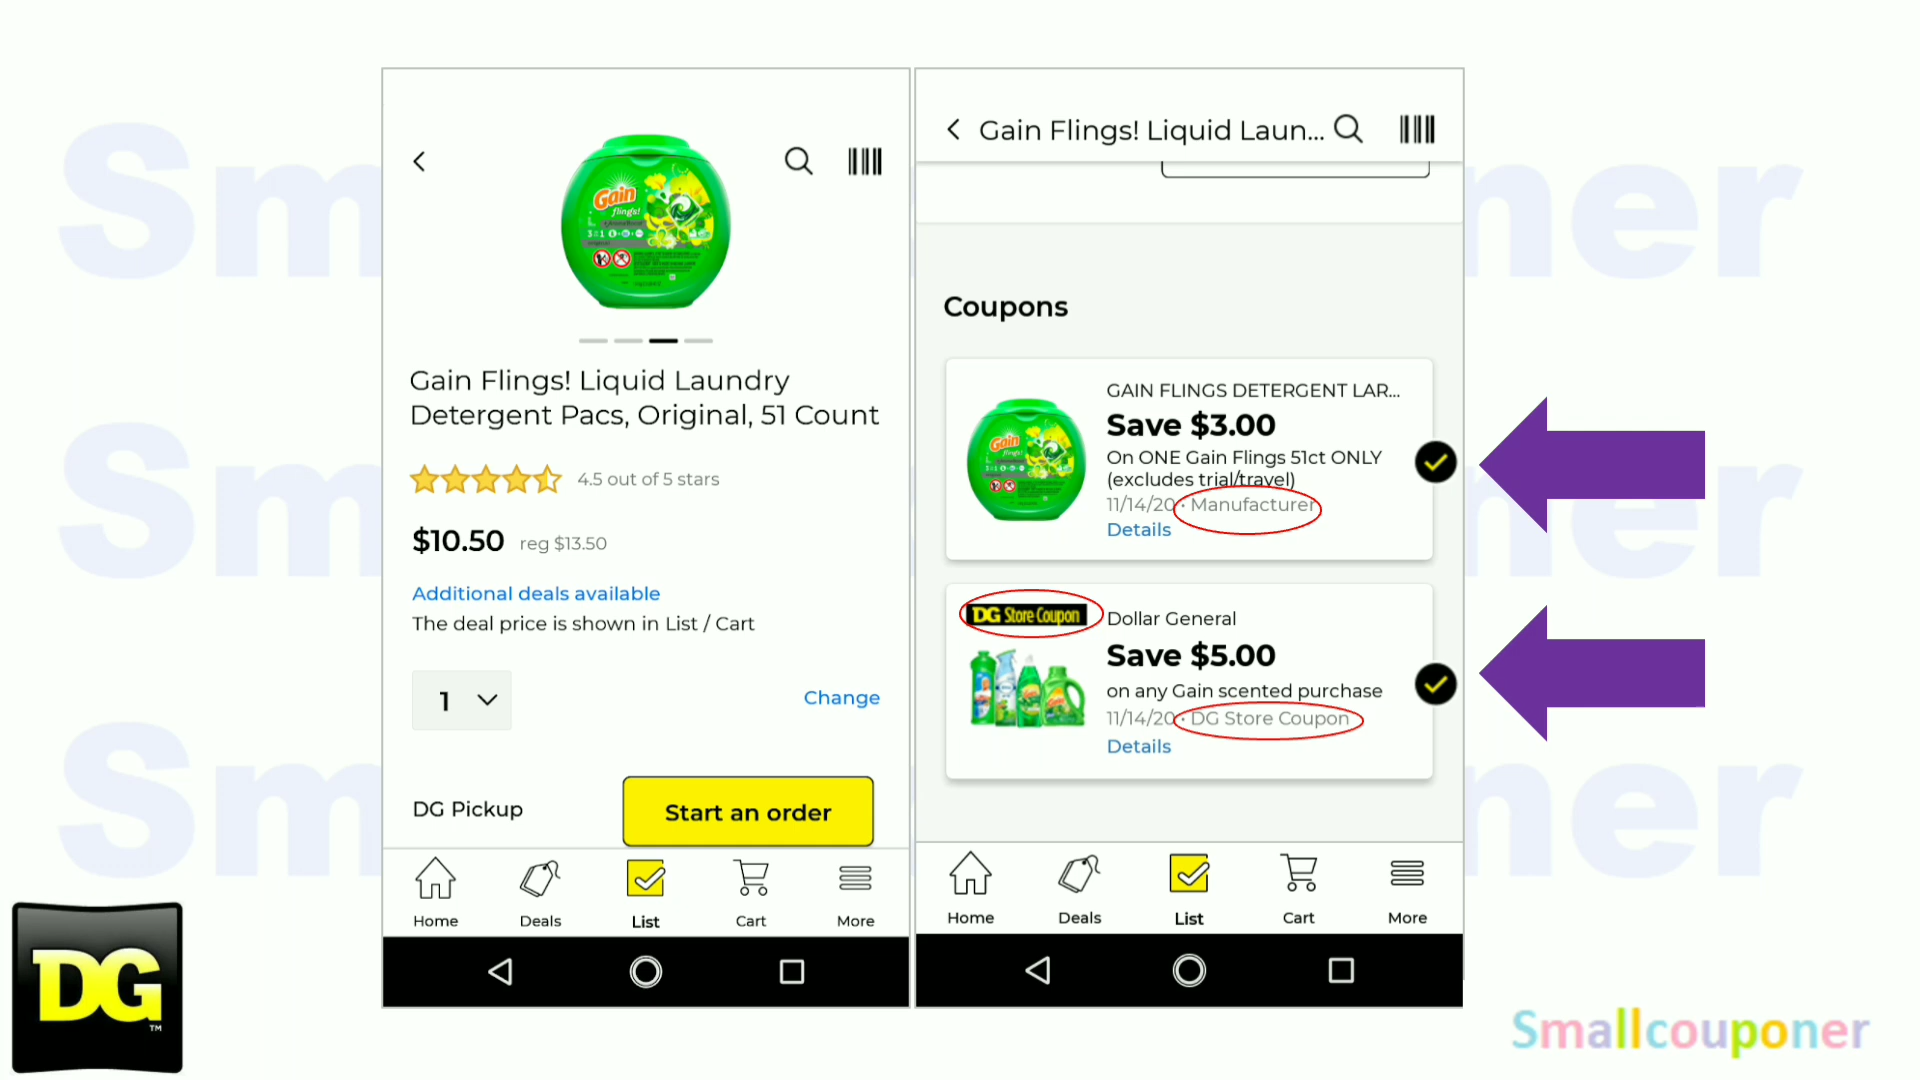 Gain
flings!
Gain Flings! Liquid Laundry
Detergent Pacs, Original, 51 Count
4.5 out of 5 stars
$10.50 reg $13.50
Additional deals available
The deal price is shown in List / Cart
1
Change
DG Pickup
Start an order
Home
Deals
List
Cart
More
Gain Flings! Liquid Laun...
Coupons
Gain
flings!
GAIN FLINGS DETERGENT LAR...
Save $3.00
On ONE Gain Flings 51ct ONLY
(excludes trial/travel)
11/14/20 • Manufacturer
Details
DG Store Coupon
Dollar General
Save $5.00
on any Gain scented purchase
11/14/20 • DG Store Coupon
Details
Home
Deals
List
Cart
More
DG
TM
Smallcouponer